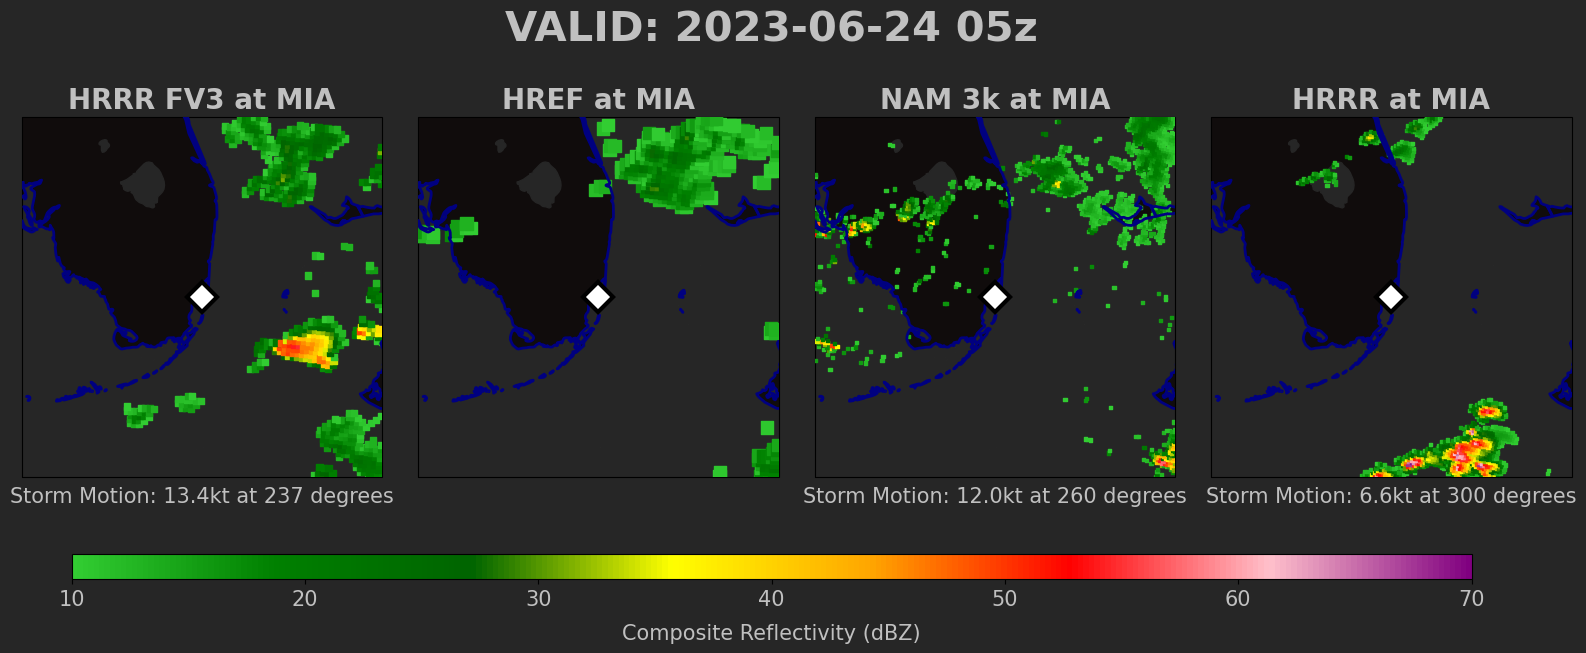 VALID: 2023-06-24 05z
HRRR FV3 at MIA
HREF at MIA
NAM 3k at MIA
HRRR at MIA
Storm Motion: 13.4kt at 237 degrees
Storm Motion: 12.0kt at 260 degrees
Storm Motion: 6.6kt at 300 degrees
10 20 30 40 50 60 70
Composite Reflectivity (dBZ)